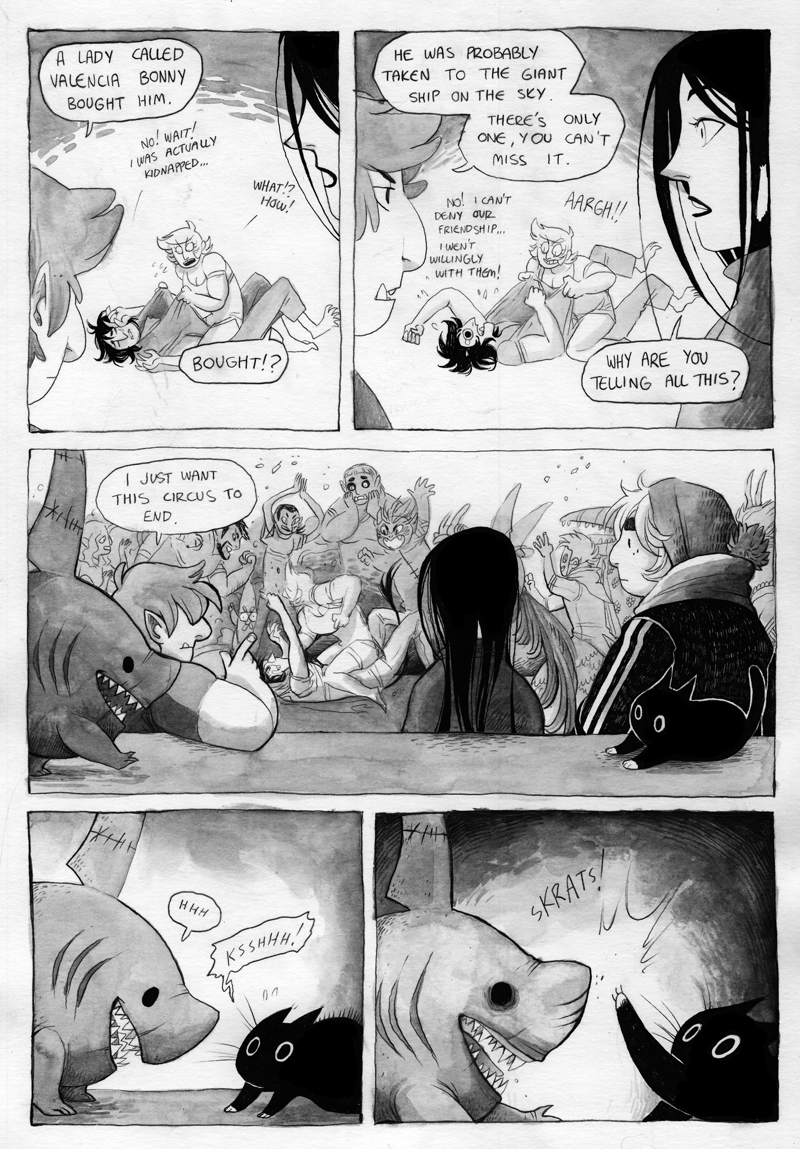 A LADY CALLED
VALENCIA BONNY
BOUGHT HIM.
NO! WAIT!
I WAS ACTUALLY
KIDNAPPED...
WHAT!?
HOW!
BOUGHT!?
HE WAS PROBABLY
TAKEN TO THE GIANT
SHIP ON THE SKY.
THERE'S ONLY
ONE, YOU CAN'T
MISS IT.
NO! I CAN'T
DENY OUR
FRIENDSHIP...
I WENT
WILLINGLY
WITH THEM!
AARGH!!
WHY ARE YOU
TELLING ALL THIS?
I JUST WANT
THIS CIRCUS TO
END.
HHH
KSSHHH!
SKRATS!